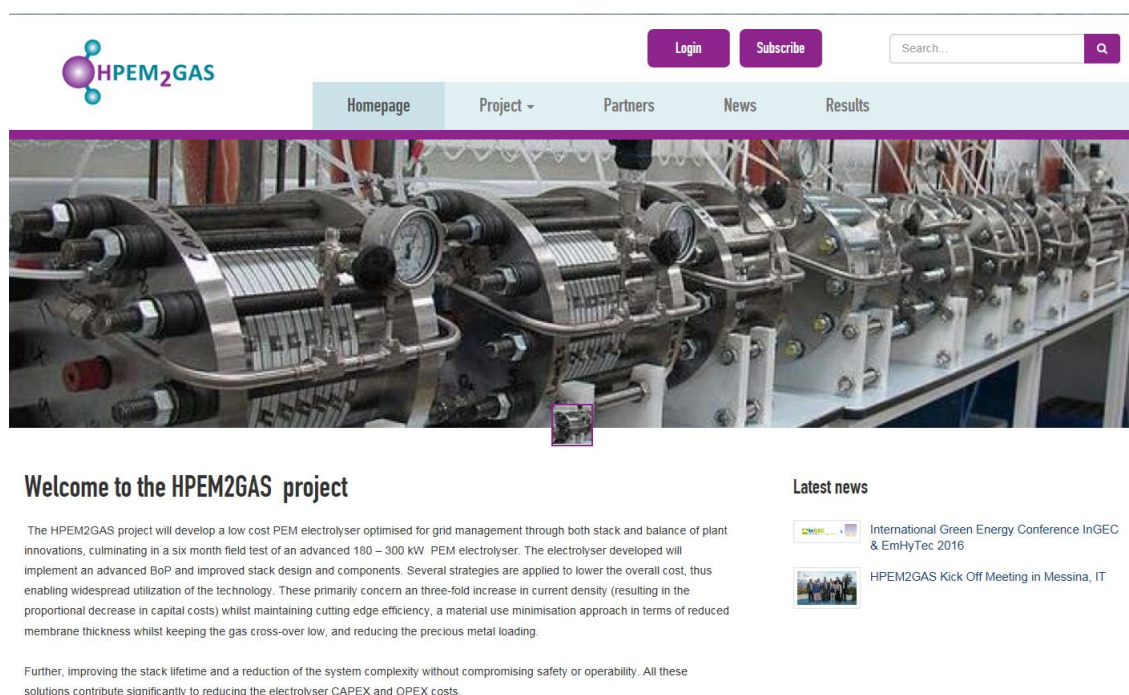 HPEM2GAS
Login
Subscribe
Search...
Homepage
Project
Partners
News
Results
Welcome to the HPEM2GAS project
The HPEM2GAS project will develop a low cost PEM electrolyser optimised for grid management through both stack and balance of plant
innovations, culminating in a six month field test of an advanced 180 – 300 kW PEM electrolyser. The electrolyser developed will
implement an advanced BoP and improved stack design and components. Several strategies are applied to lower the overall cost, thus
enabling widespread utilization of the technology. These primarily concern an three-fold increase in current density (resulting in the
proportional decrease in capital costs) whilst maintaining cutting edge efficiency, a material use minimisation approach in terms of reduced
membrane thickness whilst keeping the gas cross-over low, and reducing the precious metal loading.
Further, improving the stack lifetime and a reduction of the system complexity without compromising safety or operability. All these
solutions contribute significantly to reducing the electrolyser CAPEX and OPEX costs.
Latest news
International Green Energy Conference InGEC
& EmHyTec 2016
HPEM2GAS Kick Off Meeting in Messina, IT